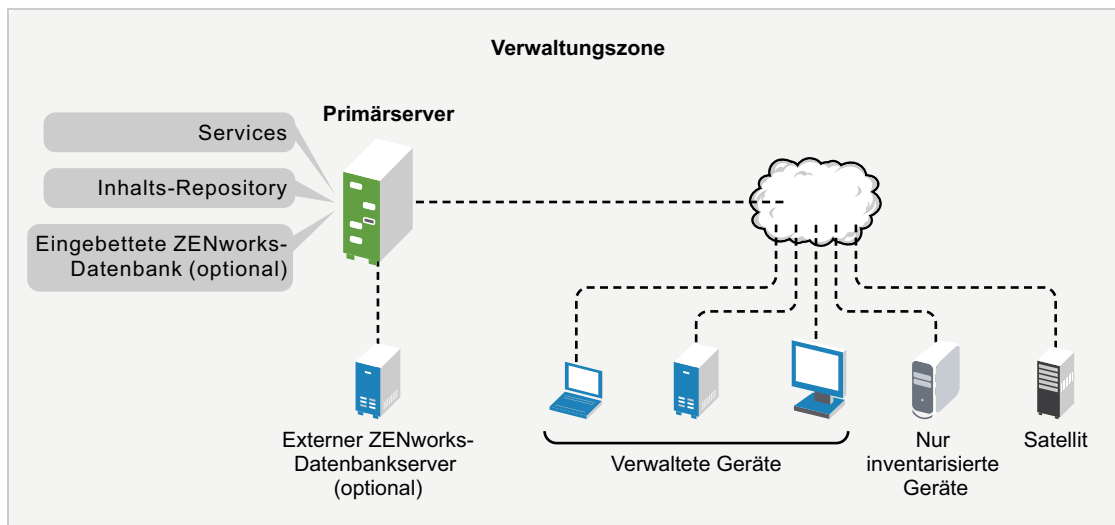 Verwaltungszone
Primärserver
Services
Inhalts-Repository
Eingebettete ZENworks-
Datenbank (optional)
Externer ZENworks-
Datenbankserver
(optional)
Verwaltete Geräte
Nur
inventarisierte
Geräte
Satellit